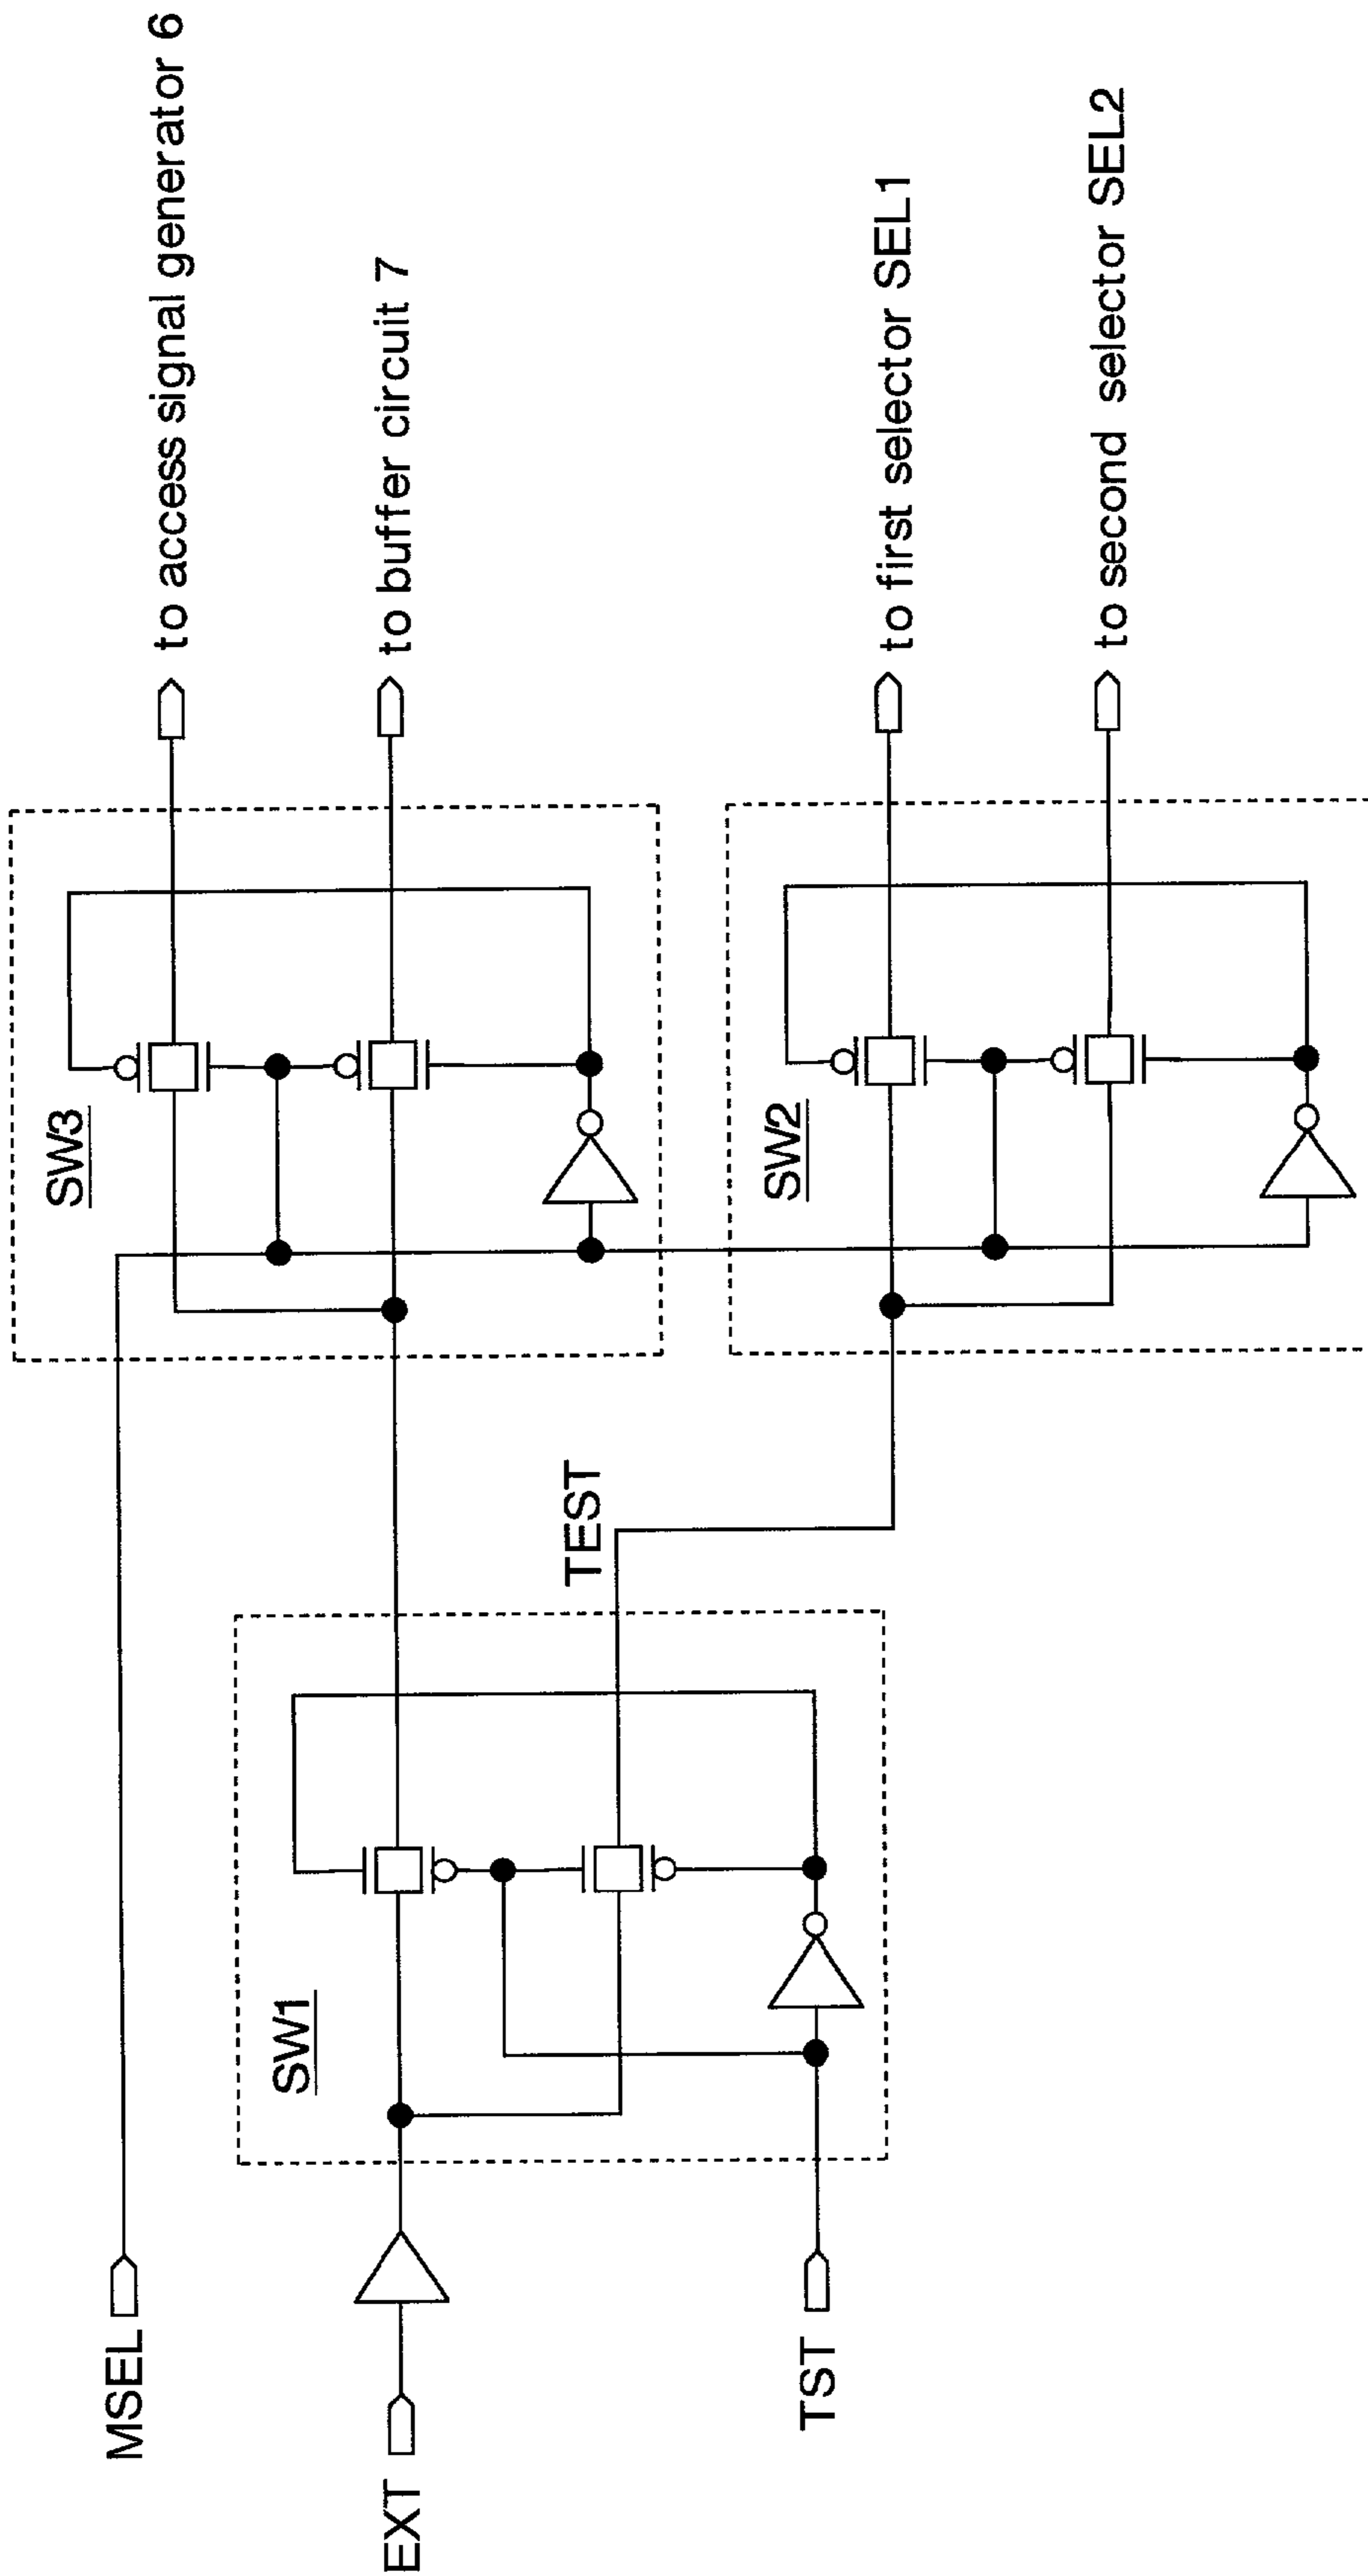 MSEL
EXT
TST
SW1
TEST
SW3
SW2
to access signal generator 6
to buffer circuit 7
to first selector SEL1
to second selector SEL2